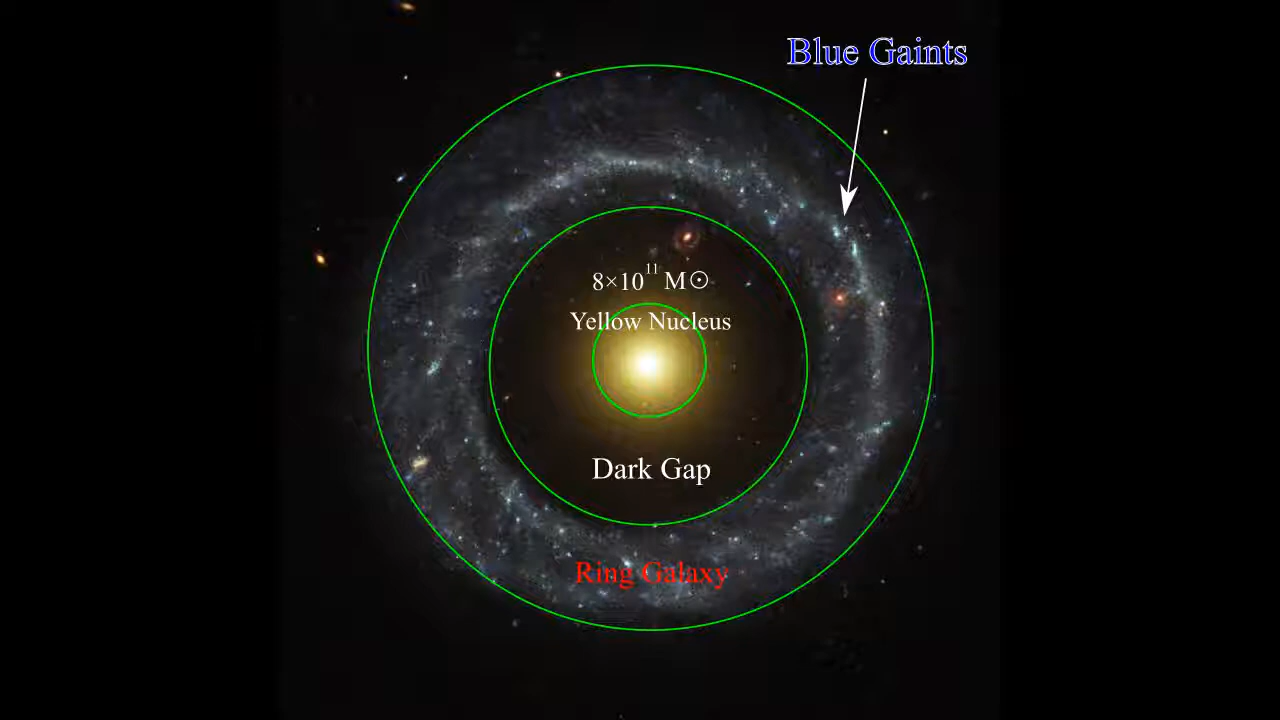 Blue Gaints
8×10¹¹ M☉
Yellow Nucleus
Dark Gap
Ring Galaxy